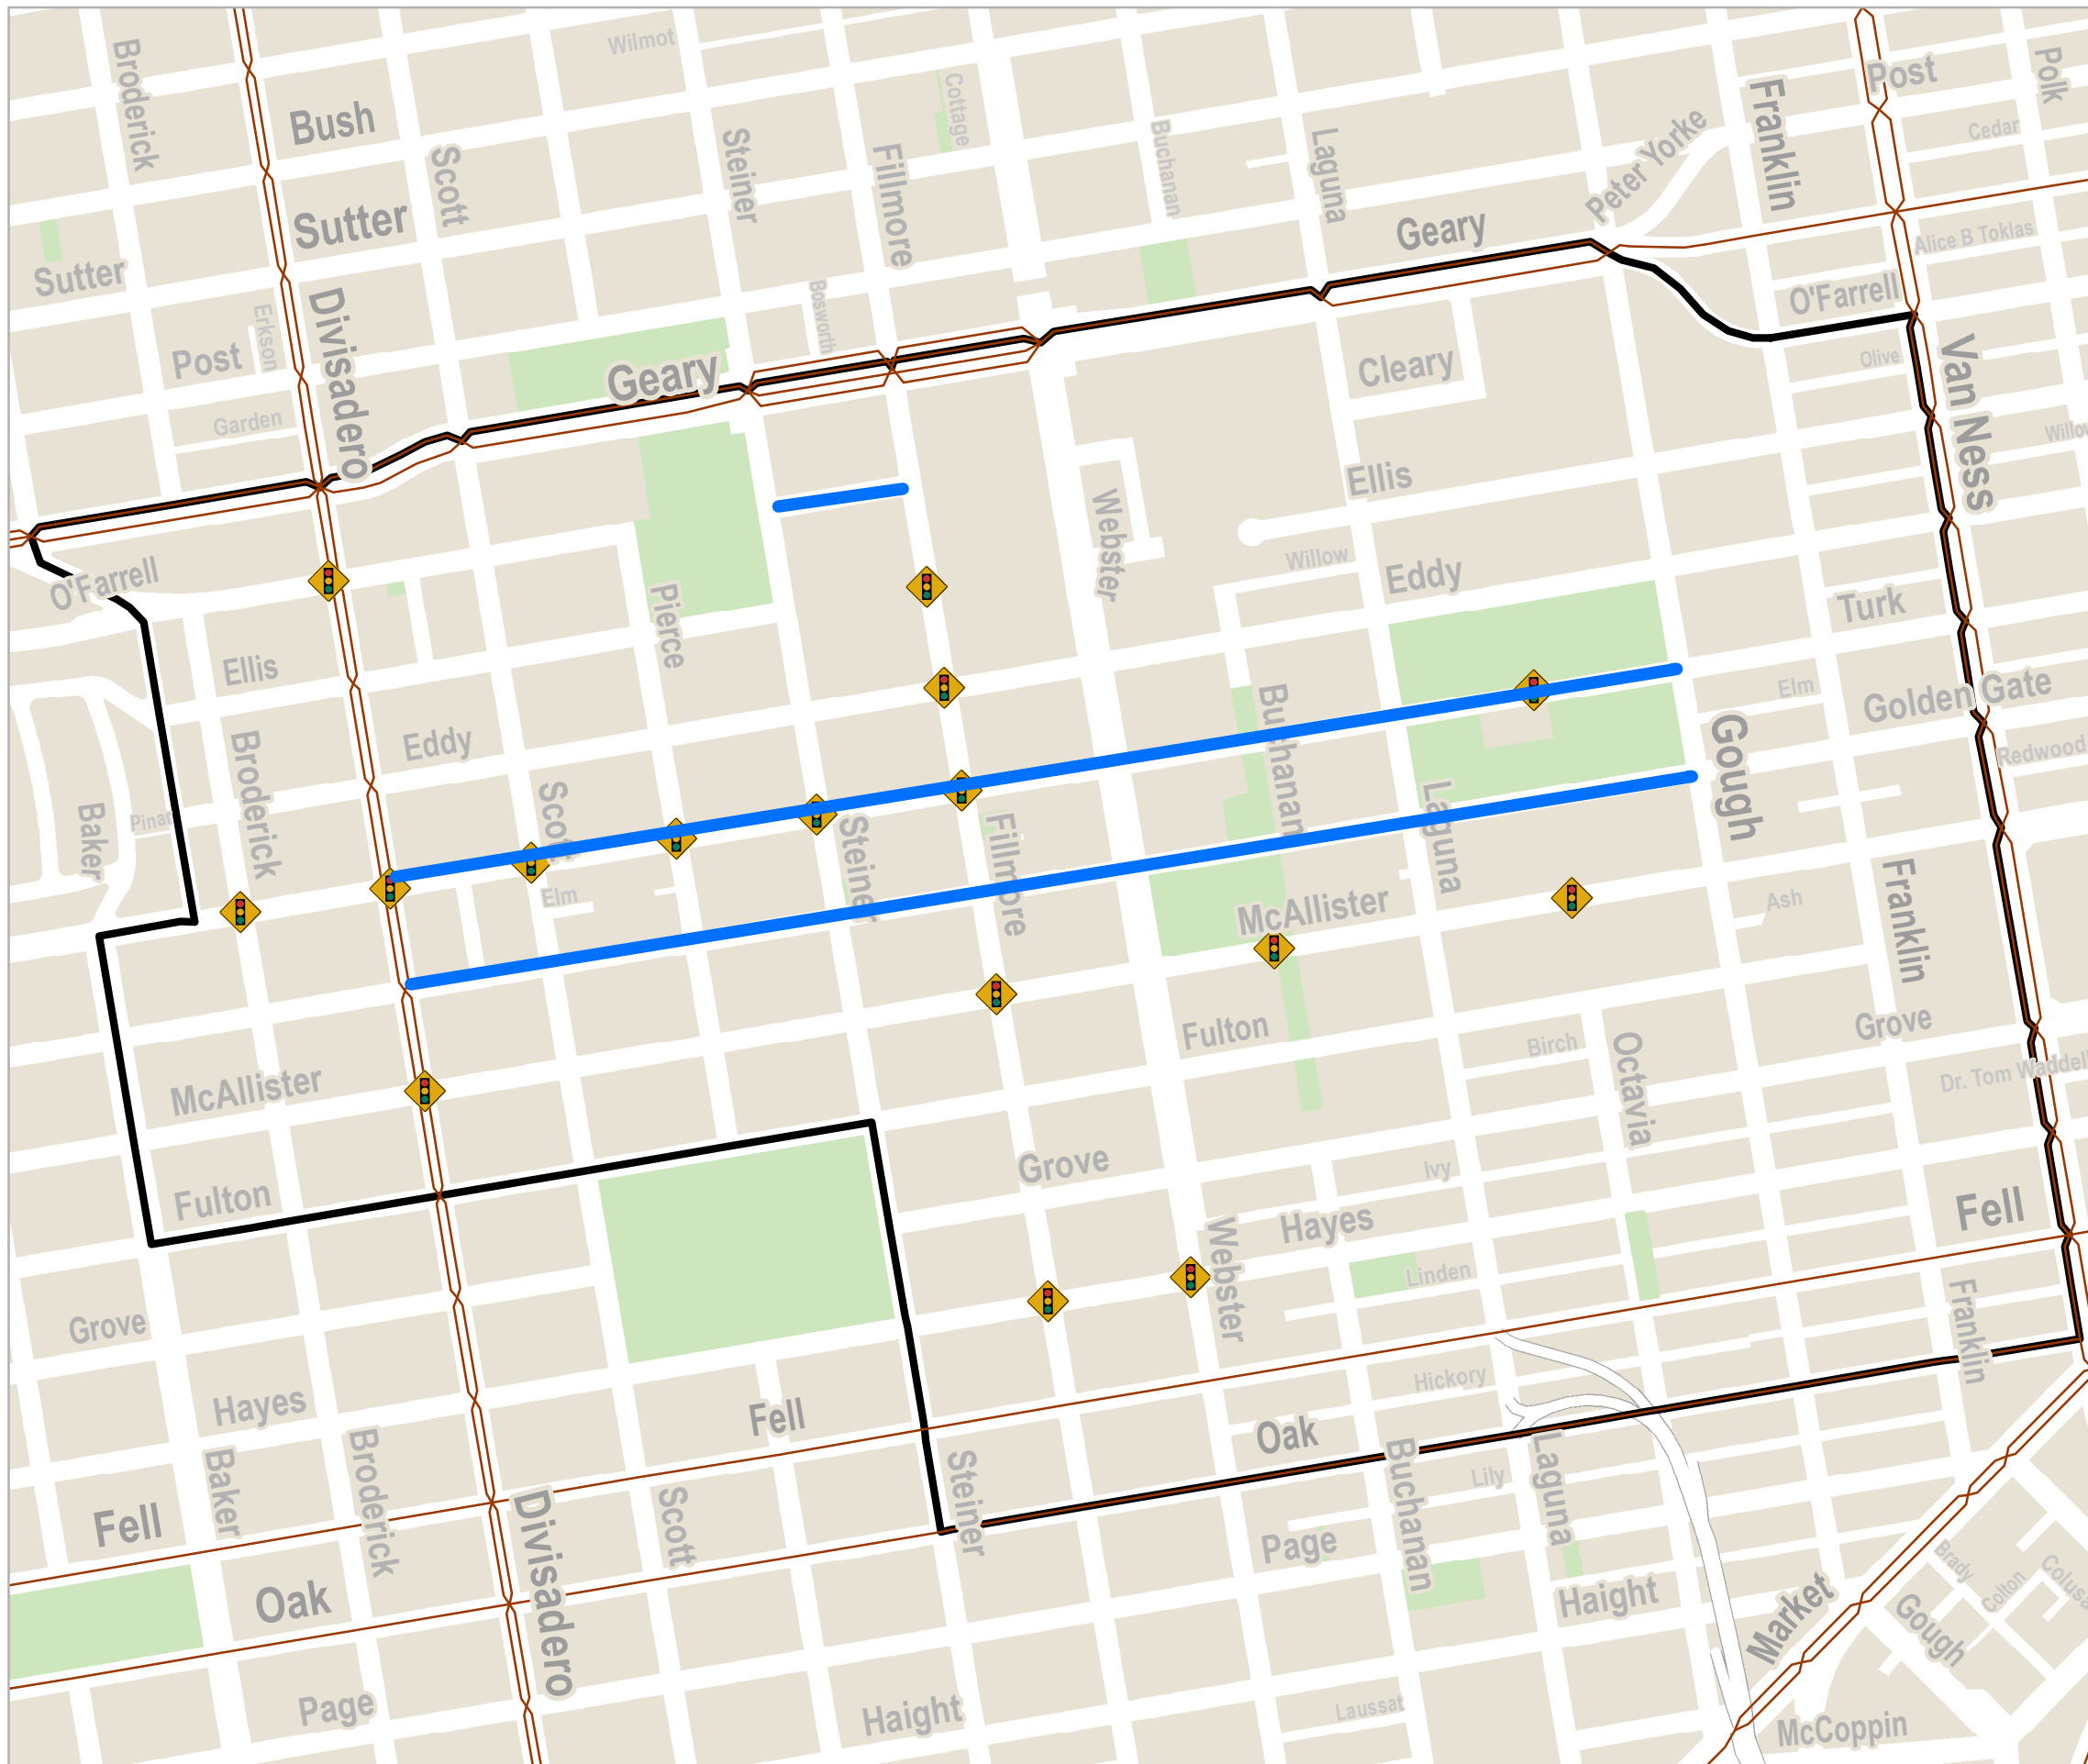 Wilmot
Broderick
Bush
Scott
Steiner
Cottage
Fillmore
Buchanan
Laguna
Peter Yorke
Franklin
Post
Polk
Cedar
Sutter
Sutter
Geary
Alice B Toklas
O'Farrell
Erkson
Divisadero
Bosworth
Post
Geary
Cleary
Olive
Van Ness
Garden
Willow
Ellis
Webster
Willow
Eddy
O'Farrell
Pierce
Turk
Ellis
Elm
Golden Gate
Buchanan
Gough
Redwood
Broderick
Eddy
Scott
Baker
Pinar
Steiner
Fillmore
Laguna
Elm
McAllister
Franklin
Ash
Fulton
Birch
Octavia
Grove
Dr. Tom Waddell
McAllister
Grove
Ivy
Fulton
Hayes
Fell
Webster
Linden
Franklin
Grove
Hickory
Hayes
Fell
Oak
Baker
Broderick
Steiner
Buchanan
Lily
Laguna
Fell
Divisadero
Scott
Page
Brady
Colton
Oak
Haight
Market
Gough
Page
Haight
Laussat
McCoppin